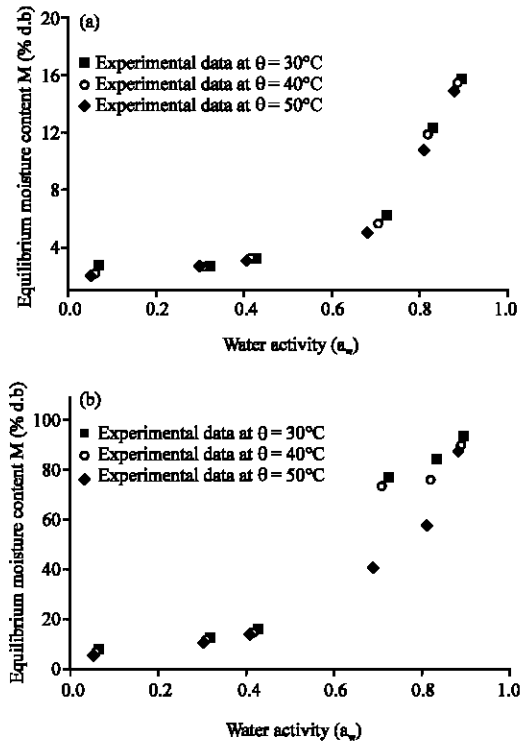 (a)
Experimental data at θ = 30°C
Experimental data at θ = 40°C
Experimental data at θ = 50°C
Equilibrium moisture content M (% d.b)
20
16
12
8
4
0.0 0.2 0.4 0.6 0.8 1.0
Water activity (a_w)
(b)
Experimental data at θ = 30°C
Experimental data at θ = 40°C
Experimental data at θ = 50°C
Equilibrium moisture content M (% d.b)
100
80
60
40
20
0
0.0 0.2 0.4 0.6 0.8 1.0
Water activity (a_w)